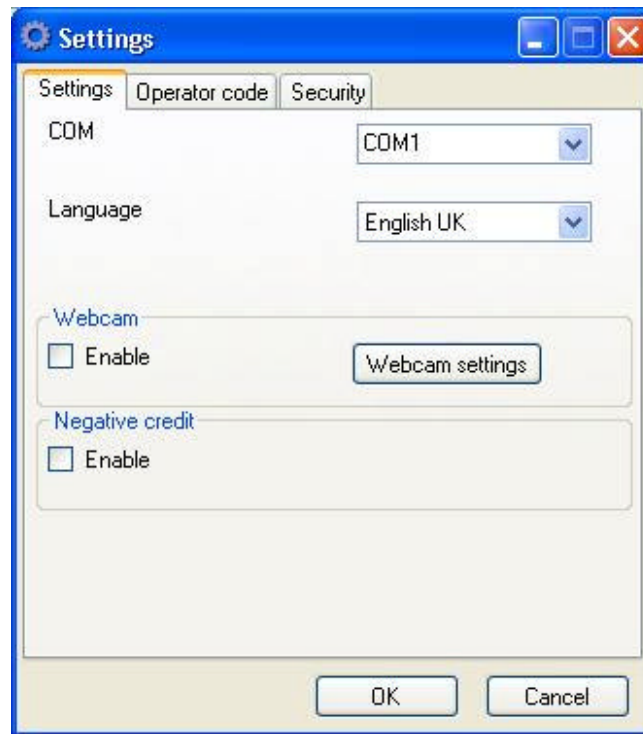 Settings
Settings Operator code Security
COM COM1
Language English UK
Webcam
Enable Webcam settings
Negative credit
Enable
OK Cancel